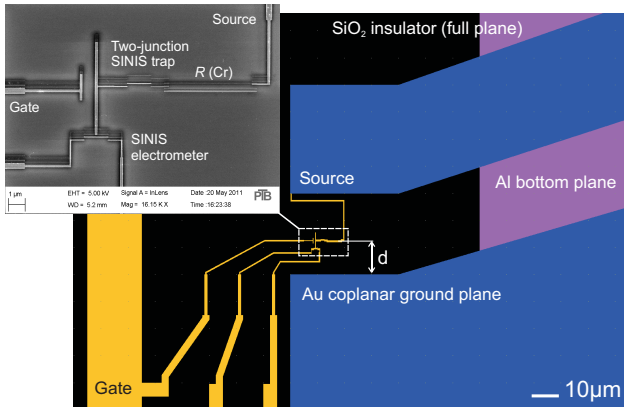 Source
Two-junction
SINIS trap
R (Cr)
Gate
SINIS
electrometer
1 μm
EHT = 5.00 kV
Signal A = InLens
Date :20 May 2011
WD = 5.2 mm
Mag = 16.15 K X
Time :16:23:38
PTB
SiO₂ insulator (full plane)
Source
Al bottom plane
d
Au coplanar ground plane
Gate
10μm